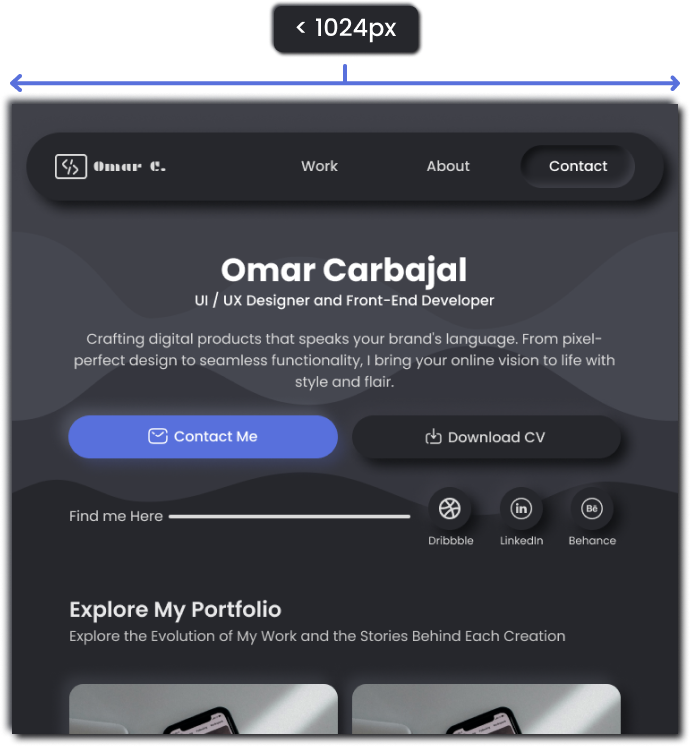 < 1024px
Omar C.
Work
About
Contact
Omar Carbajal
UI / UX Designer and Front-End Developer
Crafting digital products that speaks your brand's language. From pixel-
perfect design to seamless functionality, I bring your online vision to life with
style and flair.
Contact Me
Download CV
Find me Here
Bē
Dribbble
LinkedIn
Behance
Explore My Portfolio
Explore the Evolution of My Work and the Stories Behind Each Creation